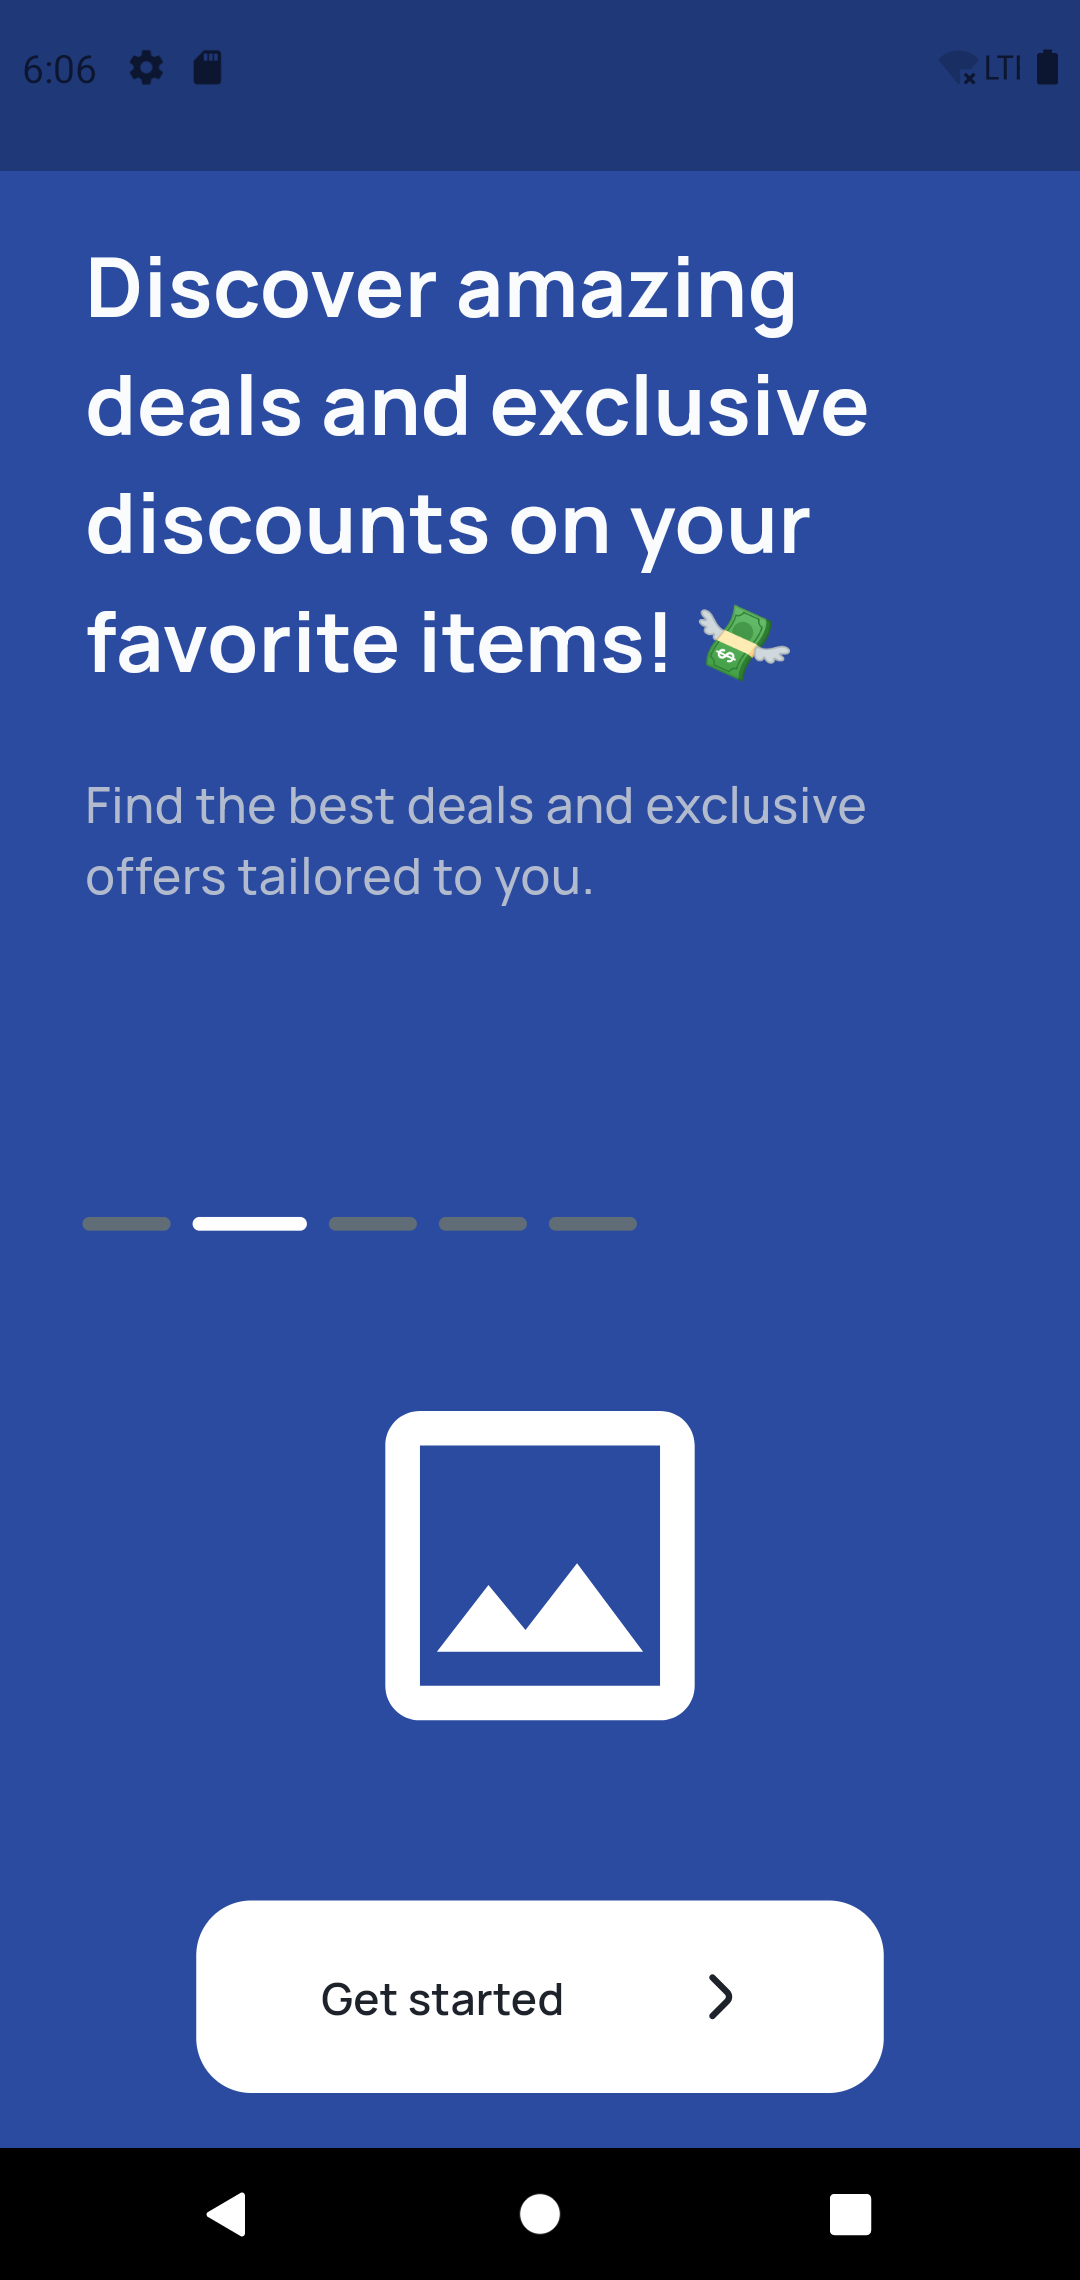 6:06
LTI
Discover amazing
deals and exclusive
discounts on your
favorite items! 💸
Find the best deals and exclusive
offers tailored to you.
Get started